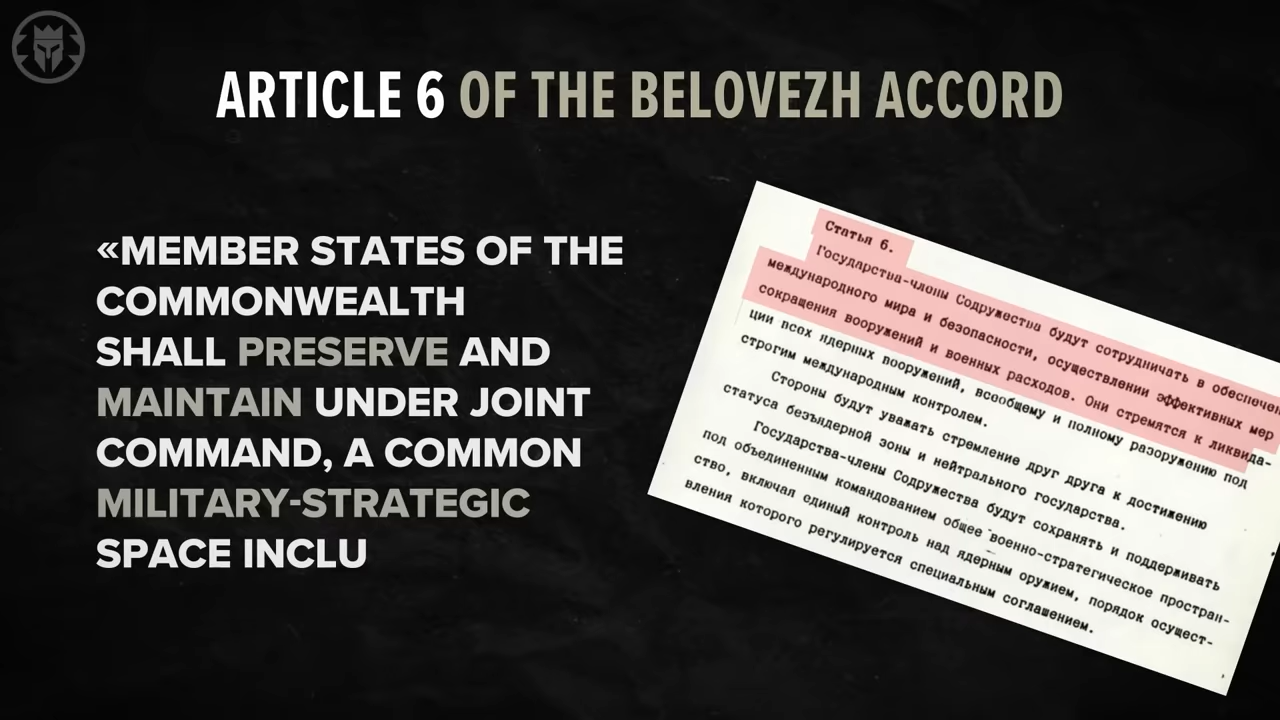 ARTICLE 6 OF THE BELOVEZH ACCORD
«MEMBER STATES OF THE
COMMONWEALTH
SHALL PRESERVE AND
MAINTAIN UNDER JOINT
COMMAND, A COMMON
MILITARY-STRATEGIC
SPACE INCLU
Статья 6.
Государства-члены Содружества будут сотрудничать в обеспечен
международного мира и безопасности, осуществлении эффективных мер
сокращения вооружений и военных расходов. Они стремятся к ликвида-
ции всех ядерных вооружений, всеобщему и полному разоружению под
строгим международным контролем.
Стороны будут уважать стремление друг друга к достижению
статуса безъядерной зоны и нейтрального государства.
Государства-члены Содружества будут сохранять и поддерживать
под объединенным командованием общее военно-стратегическое простран-
ство, включая единый контроль над ядерным оружием, порядок осущест-
вления которого регулируется специальным соглашением.